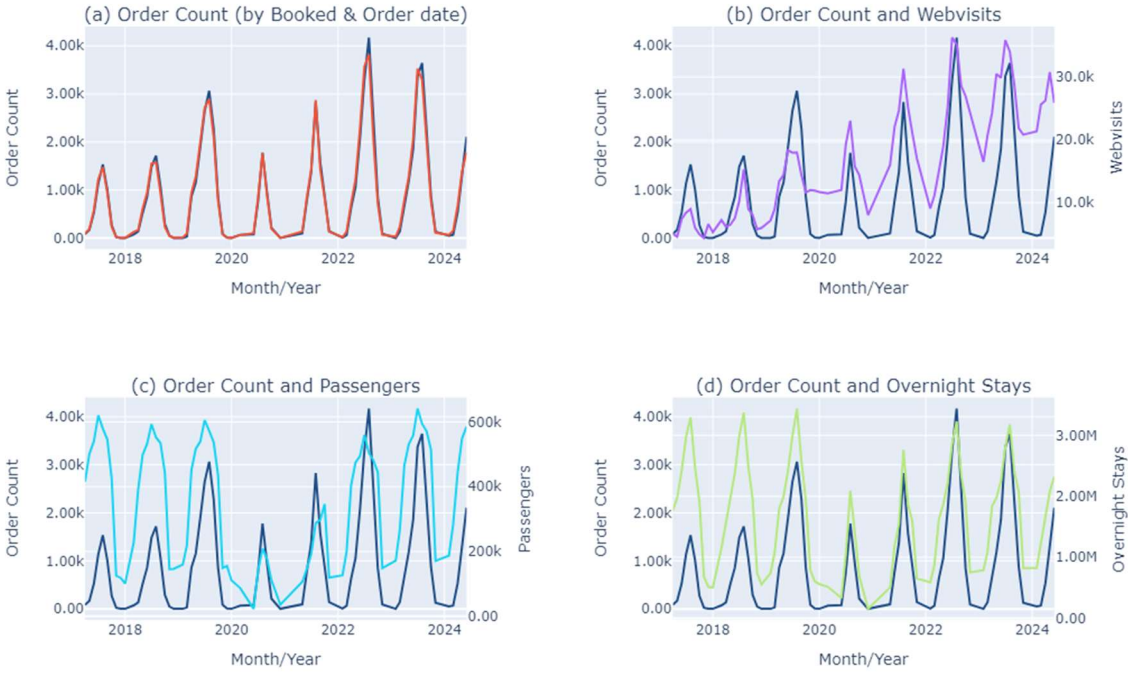 (a) Order Count (by Booked & Order date)
4.00k
3.00k
2.00k
1.00k
0.00
Order Count
2018 2020 2022 2024
Month/Year
(b) Order Count and Webvisits
4.00k
3.00k
2.00k
1.00k
0.00
Order Count
30.0k
20.0k
10.0k
Webvisits
2018 2020 2022 2024
Month/Year
(c) Order Count and Passengers
4.00k
3.00k
2.00k
1.00k
0.00
Order Count
600k
400k
200k
0.00
Passengers
2018 2020 2022 2024
Month/Year
(d) Order Count and Overnight Stays
4.00k
3.00k
2.00k
1.00k
0.00
Order Count
3.00M
2.00M
1.00M
0.00
Overnight Stays
2018 2020 2022 2024
Month/Year